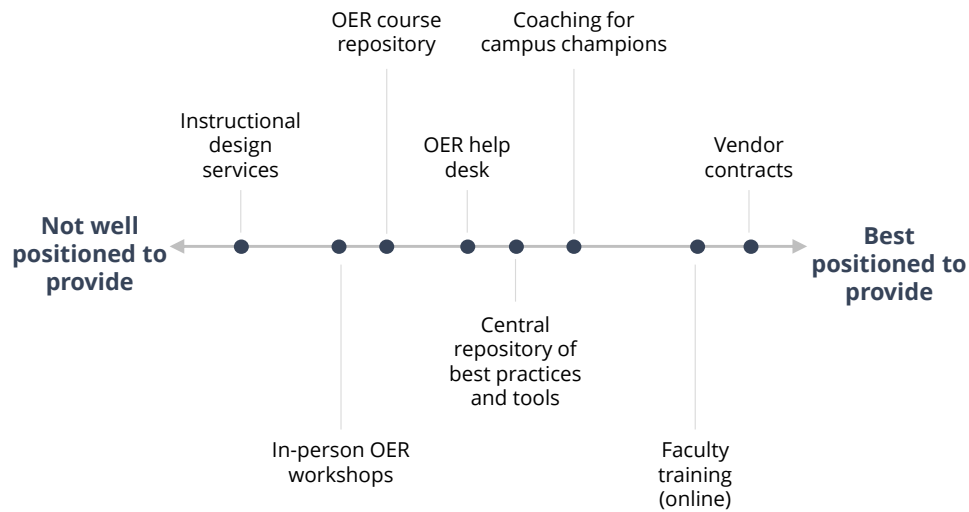 OER course
repository
Coaching for
campus champions
Instructional
design
services
OER help
desk
Vendor
contracts
Not well
positioned to
provide
Best
positioned to
provide
Central
repository of
best practices
and tools
In-person OER
workshops
Faculty
training
(online)